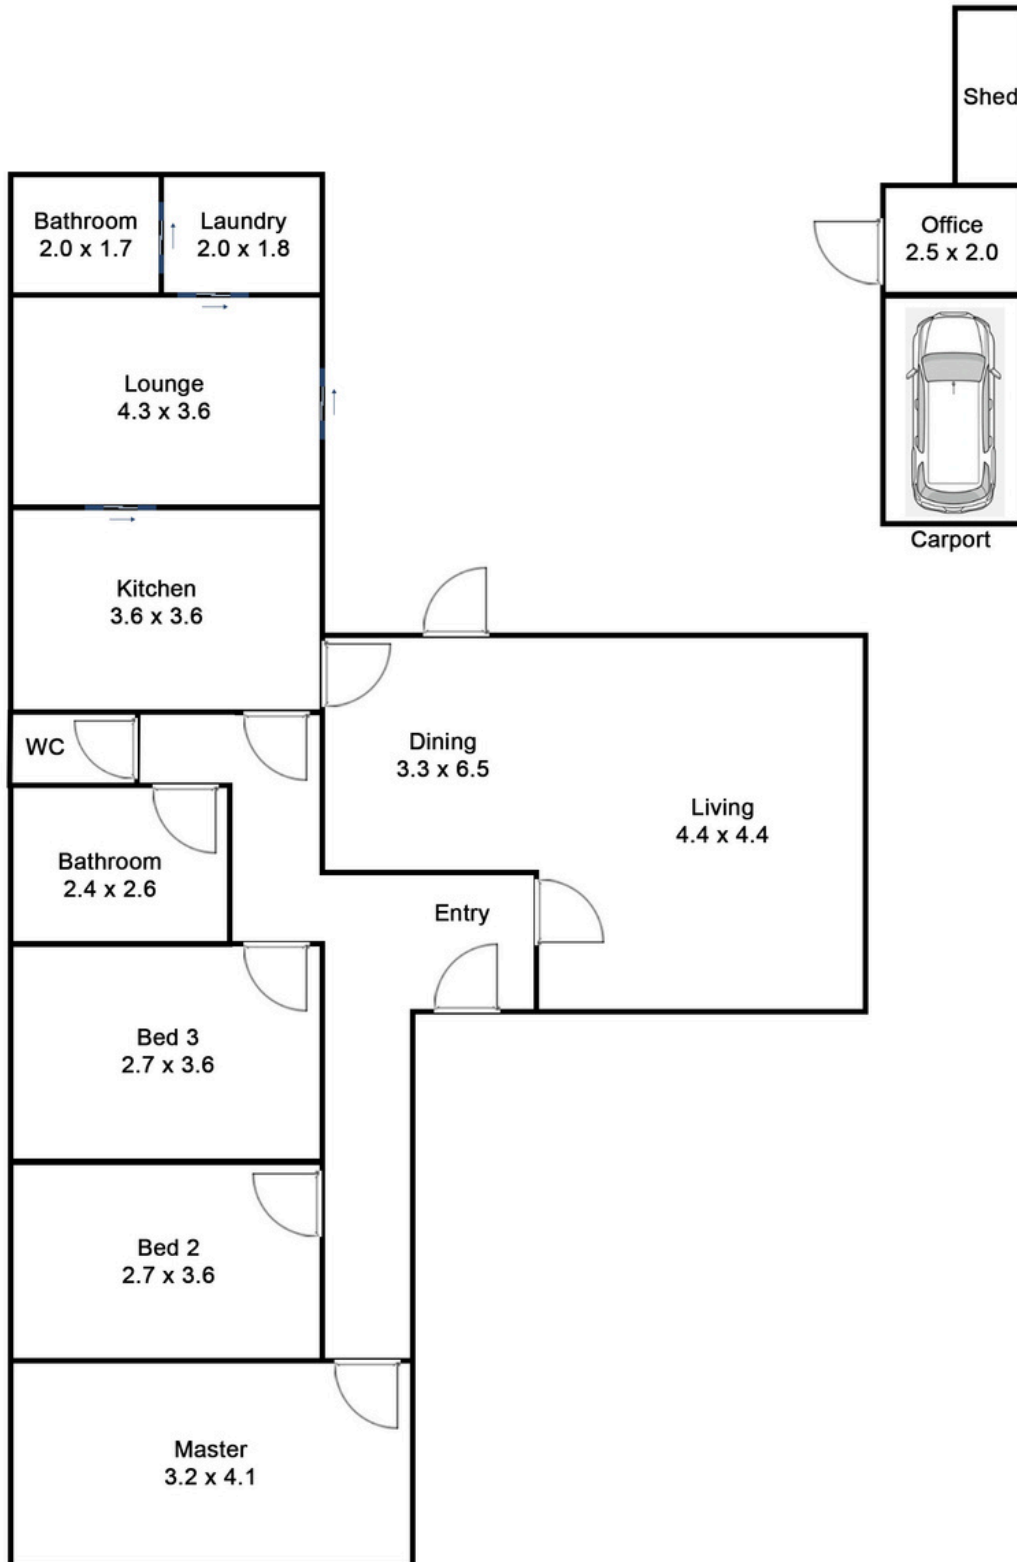 Shed
Bathroom
2.0 x 1.7
Laundry
2.0 x 1.8
Office
2.5 x 2.0
Lounge
4.3 x 3.6
Carport
Kitchen
3.6 x 3.6
WC
Dining
3.3 x 6.5
Living
4.4 x 4.4
Bathroom
2.4 x 2.6
Entry
Bed 3
2.7 x 3.6
Bed 2
2.7 x 3.6
Master
3.2 x 4.1